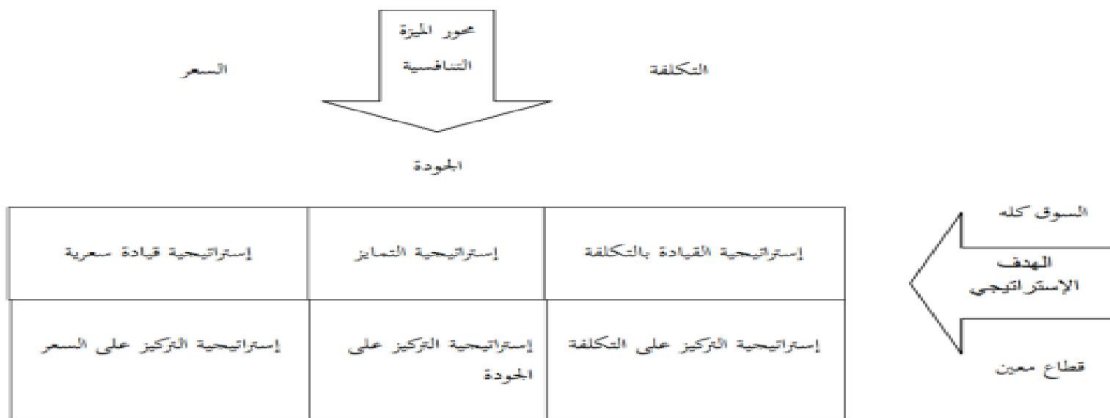 محور الميزة
التنافسية
التكلفة
السعر
الجودة
السوق كله
الهدف
الإستراتيجي
قطاع معين
إستراتيجية القيادة بالتكلفة
إستراتيجية التمايز
إستراتيجية قيادة سعرية
إستراتيجية التركيز على التكلفة
إستراتيجية التركيز على
الجودة
إستراتيجية التركيز على السعر